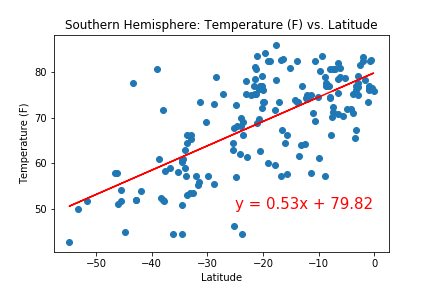 Southern Hemisphere: Temperature (F) vs. Latitude
Temperature (F)
80
70
60
50
y = 0.53x + 79.82
−50
−40
−30
−20
−10
0
Latitude